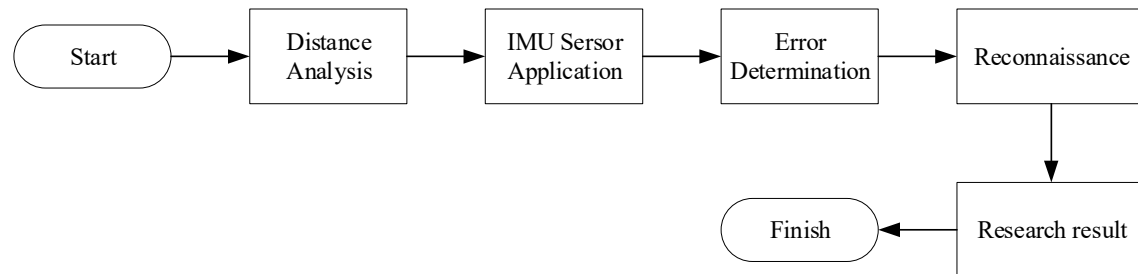 Start
Distance
Analysis
IMU Sersor
Application
Error
Determination
Reconnaissance
Research result
Finish